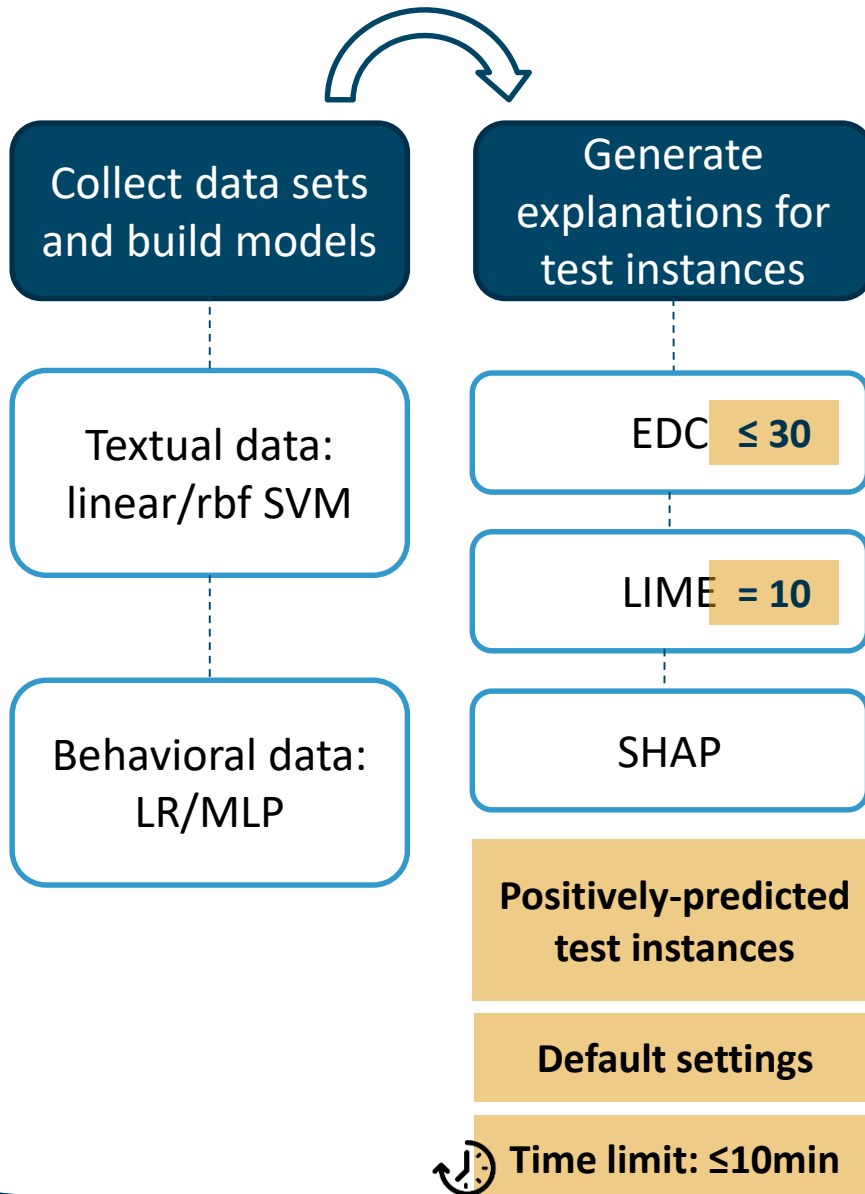 Collect data sets
and build models
Textual data:
linear/rbf SVM
Behavioral data:
LR/MLP
Generate
explanations for
test instances
EDC ≤ 30
LIME = 10
SHAP
Positively-predicted
test instances
Default settings
Time limit: ≤10min